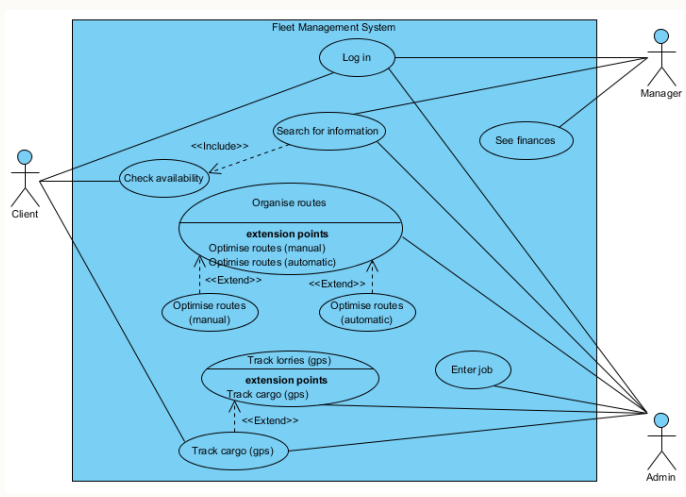 Fleet Management System
Log in
Manager
Search for information
See finances
<<Include>>
Check availability
Client
Organise routes
extension points
Optimise routes (manual)
Optimise routes (automatic)
<<Extend>>
<<Extend>>
Optimise routes
(manual)
Optimise routes
(automatic)
Track lorries (gps)
extension points
Track cargo (gps)
Enter job
<<Extend>>
Track cargo (gps)
Admin